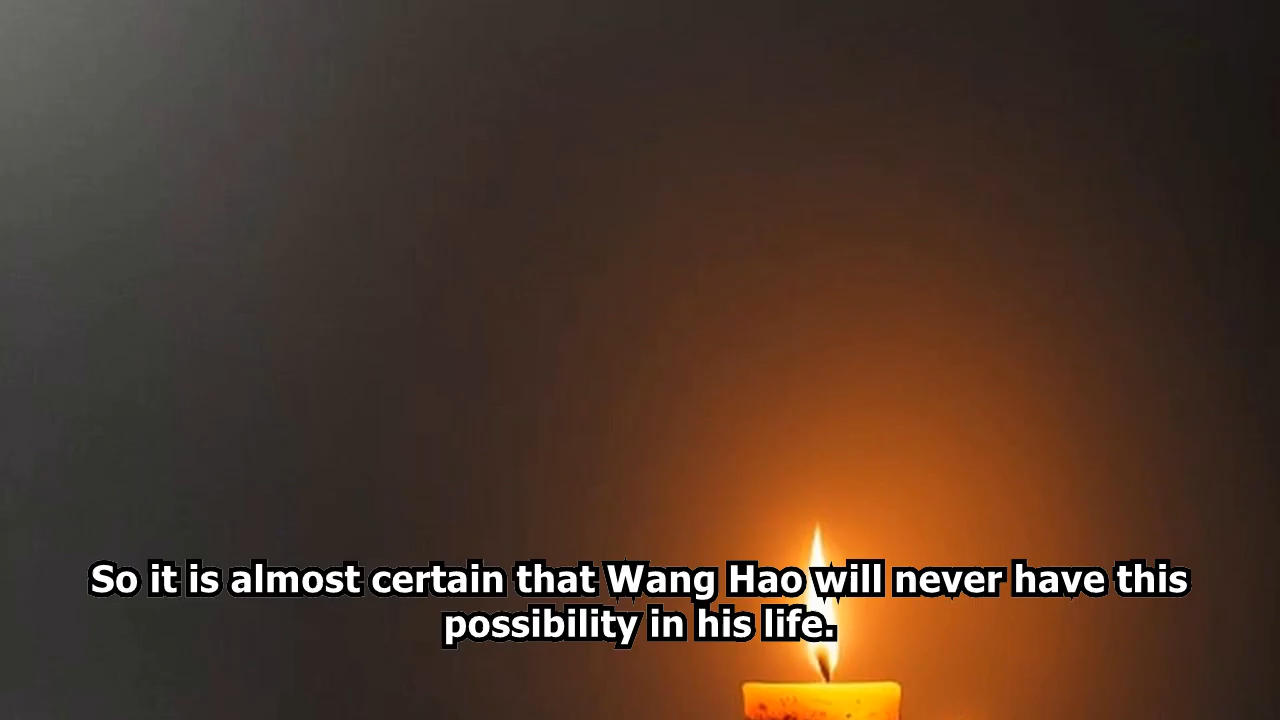 So it is almost certain that Wang Hao will never have this
possibility in his life.